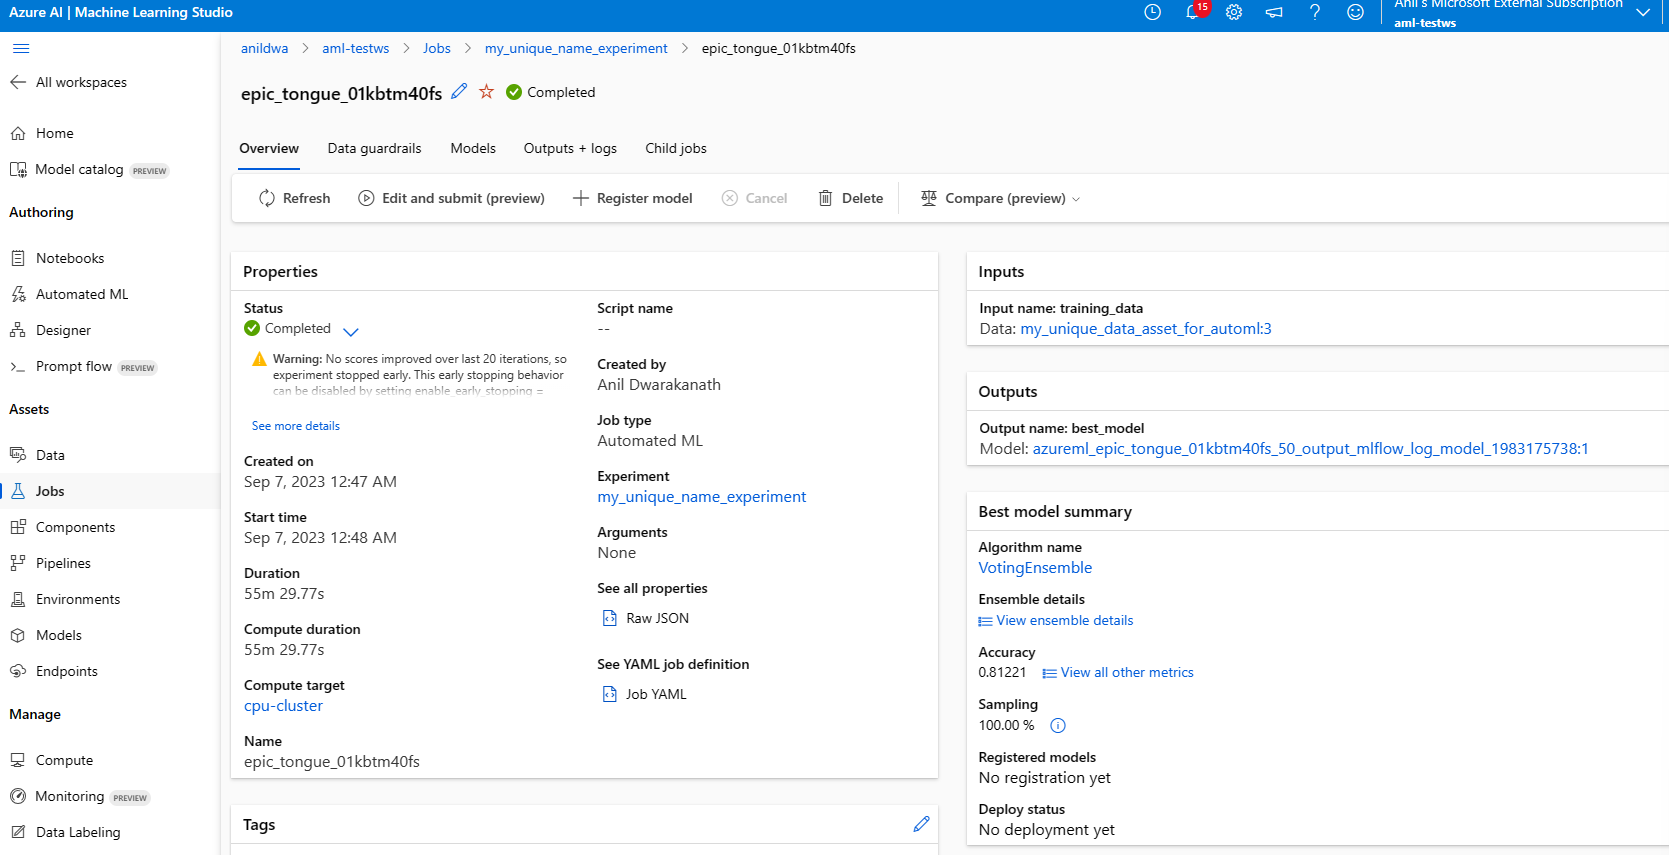 Azure AI | Machine Learning Studio
15
Anil's Microsoft External Subscription
aml-testws
anildwa > aml-testws > Jobs > my_unique_name_experiment > epic_tongue_01kbtm40fs
All workspaces
Home
Model catalog PREVIEW
Authoring
Notebooks
Automated ML
Designer
Prompt flow PREVIEW
Assets
Data
Jobs
Components
Pipelines
Environments
Models
Endpoints
Manage
Compute
Monitoring PREVIEW
Data Labeling
epic_tongue_01kbtm40fs Completed
Overview Data guardrails Models Outputs + logs Child jobs
Refresh Edit and submit (preview) Register model Cancel Delete Compare (preview)
Properties
Status
Completed
Warning: No scores improved over last 20 iterations, so
experiment stopped early. This early stopping behavior
can be disabled by setting enable_early_stopping =
See more details
Created on
Sep 7, 2023 12:47 AM
Start time
Sep 7, 2023 12:48 AM
Duration
55m 29.77s
Compute duration
55m 29.77s
Compute target
cpu-cluster
Name
epic_tongue_01kbtm40fs
Script name
--
Created by
Anil Dwarakanath
Job type
Automated ML
Experiment
my_unique_name_experiment
Arguments
None
See all properties
Raw JSON
See YAML job definition
Job YAML
Tags
Inputs
Input name: training_data
Data: my_unique_data_asset_for_automl:3
Outputs
Output name: best_model
Model: azureml_epic_tongue_01kbtm40fs_50_output_mlflow_log_model_1983175738:1
Best model summary
Algorithm name
VotingEnsemble
Ensemble details
View ensemble details
Accuracy
0.81221 View all other metrics
Sampling
100.00 %
Registered models
No registration yet
Deploy status
No deployment yet